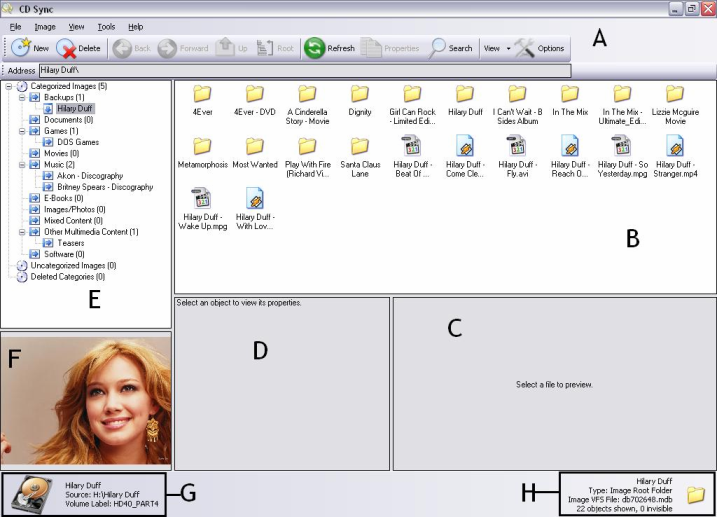 CD Sync
File Image View Tools Help
New Delete Back Forward Up Root Refresh Properties Search View Options
A
Address Hilary Duff\
Categorized Images (5)
Backups (1)
Hilary Duff
Documents (0)
Games (1)
DOS Games
Movies (0)
Music (2)
Akon - Discography
Britney Spears - Discography
E-Books (0)
Images/Photos (0)
Mixed Content (0)
Other Multimedia Content (1)
Teasers
Software (0)
Uncategorized Images (0)
Deleted Categories (0)
E
4Ever
4Ever - DVD
A Cinderella
Story - Movie
Dignity
Girl Can Rock
- Limited Edi...
Hilary Duff
I Can't Wait - B
Sides Album
In The Mix
In The Mix -
Ultimate_Edi...
Lizzie Mcguire
Movie
Metamorphosis
Most Wanted
Play With Fire
(Richard Vi...
Santa Claus
Lane
Hilary Duff -
Beat Of ...
Hilary Duff -
Come Cle...
Hilary Duff -
Fly.avi
Hilary Duff -
Reach O...
Hilary Duff - So
Yesterday.mpg
Hilary Duff -
Stranger.mp4
Hilary Duff -
Wake Up.mpg
Hilary Duff -
With Lov...
B
F
Select an object to view its properties.
D
C
Select a file to preview.
Hilary Duff
Source: H:\Hilary Duff
Volume Label: HD40_PART4
G
H
Hilary Duff
Type: Image Root Folder
Image VFS File: db702648.mdb
22 objects shown, 0 invisible